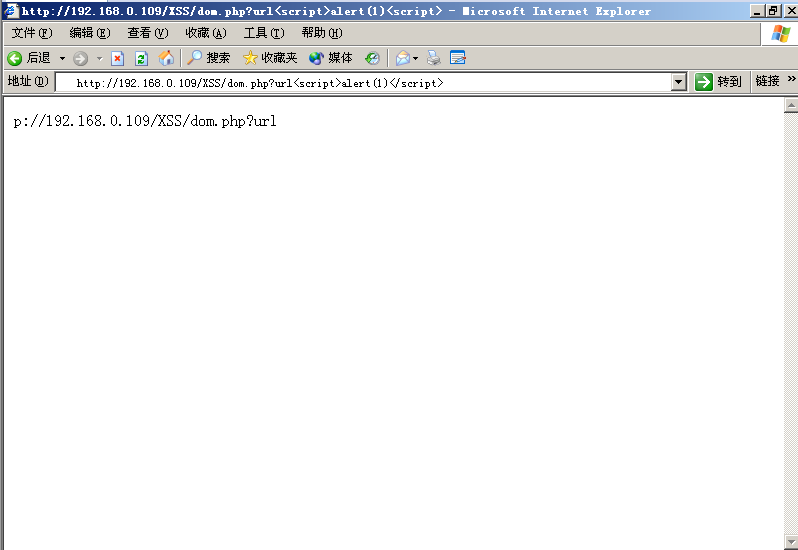 http://192.168.0.109/XSS/dom.php?url<script>alert(1)<script> - Microsoft Internet Explorer
文件(F) 编辑(E) 查看(V) 收藏(A) 工具(T) 帮助(H)
后退 搜索 收藏夹 媒体
地址(D) http://192.168.0.109/XSS/dom.php?url<script>alert(1)</script> 转到 链接 »
p://192.168.0.109/XSS/dom.php?url